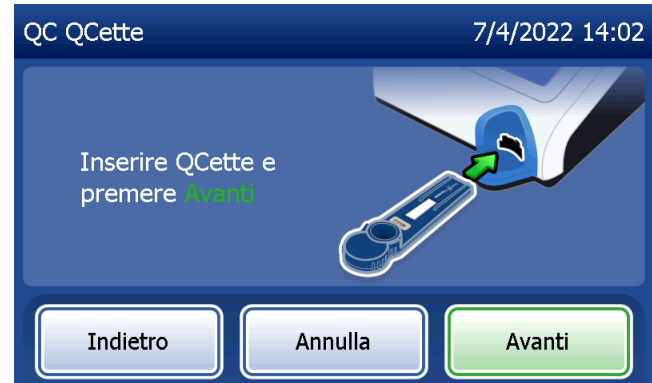 QC QCette 7/4/2022 14:02
Inserire QCette e
premere Avanti
Indietro Annulla Avanti